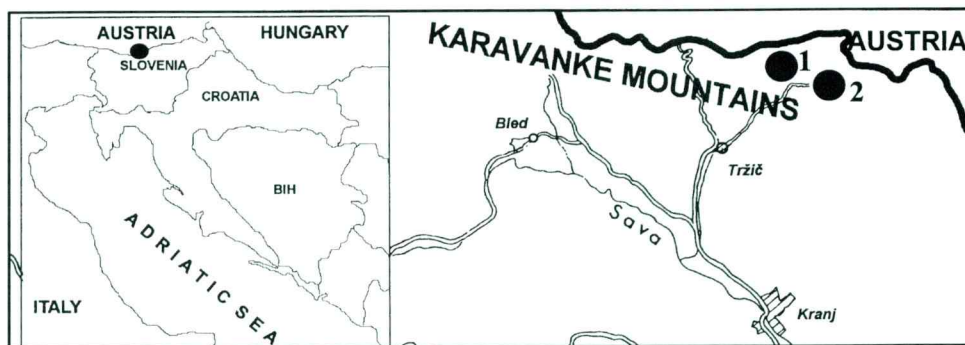 AUSTRIA
HUNGARY
SLOVENIA
CROATIA
BIH
ADRIATIC SEA
ITALY
KARAVANKE MOUNTAINS
AUSTRIA
1
2
Bled
Tržič
Sava
Kranj